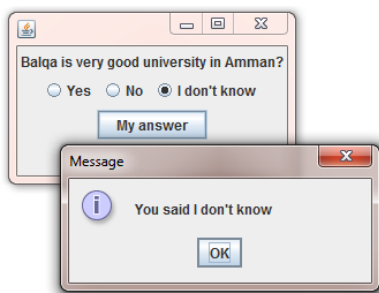 Balqa is very good university in Amman?
Yes No I don't know
My answer
Message
You said I don't know
OK